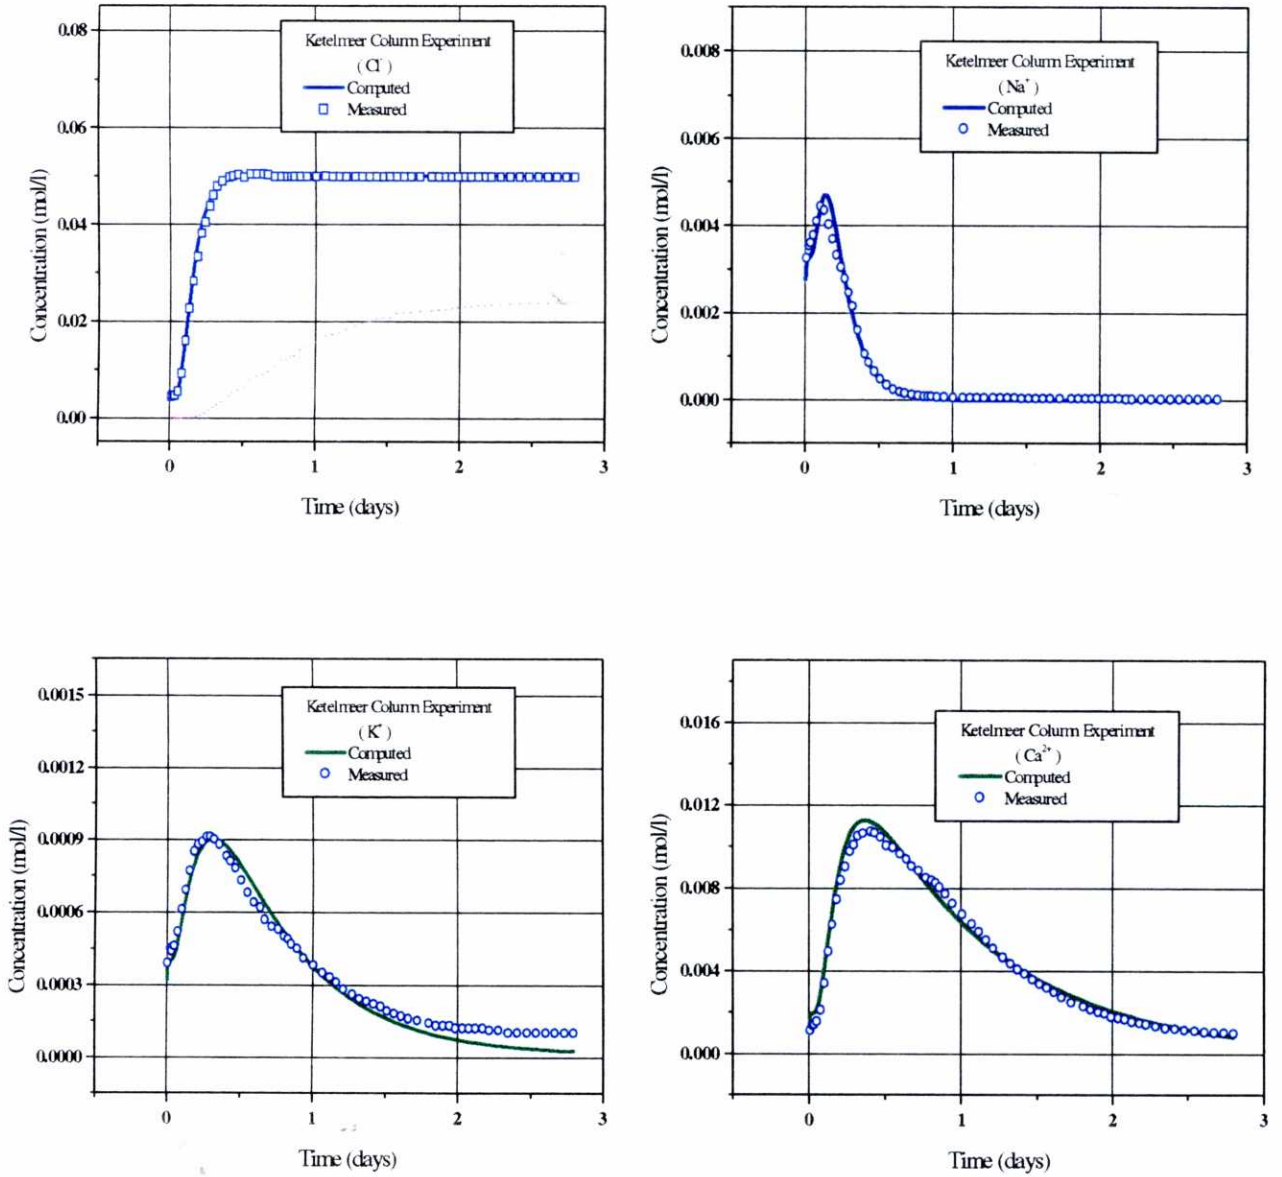 Ketelmeer Column Experiment
( Cl⁻ )
Computed
Measured
Concentration (mol/l)
0.08
0.06
0.04
0.02
0.00
0 1 2 3
Time (days)
Ketelmeer Column Experiment
( Na⁺ )
Computed
Measured
Concentration (mol/l)
0.008
0.006
0.004
0.002
0.000
0 1 2 3
Time (days)
Ketelmeer Column Experiment
( K⁺ )
Computed
Measured
Concentration (mol/l)
0.0015
0.0012
0.0009
0.0006
0.0003
0.0000
0 1 2 3
Time (days)
Ketelmeer Column Experiment
( Ca²⁺ )
Computed
Measured
Concentration (mol/l)
0.016
0.012
0.008
0.004
0.000
0 1 2 3
Time (days)